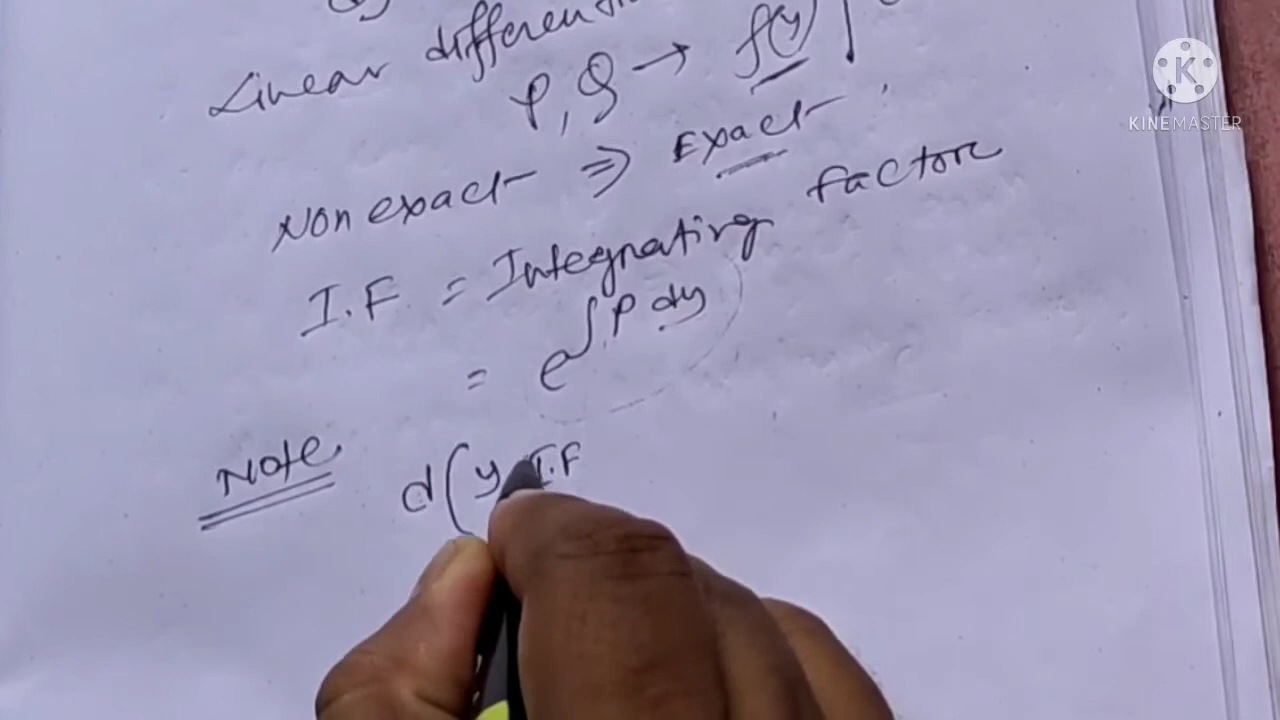 Linear differen
P, Q → f(y)
Non exact ⇒ Exact
I.F = Integrating factor
= e^∫P dy
Note d(y I.F
KINEMASTER